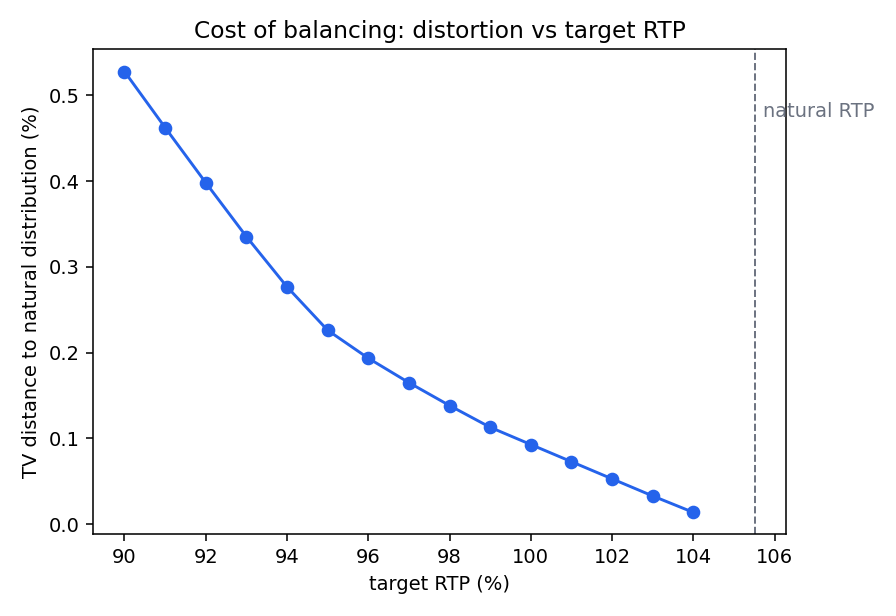 Cost of balancing: distortion vs target RTP
TV distance to natural distribution (%)
0.5
0.4
0.3
0.2
0.1
0.0
natural RTP
90 92 94 96 98 100 102 104 106
target RTP (%)